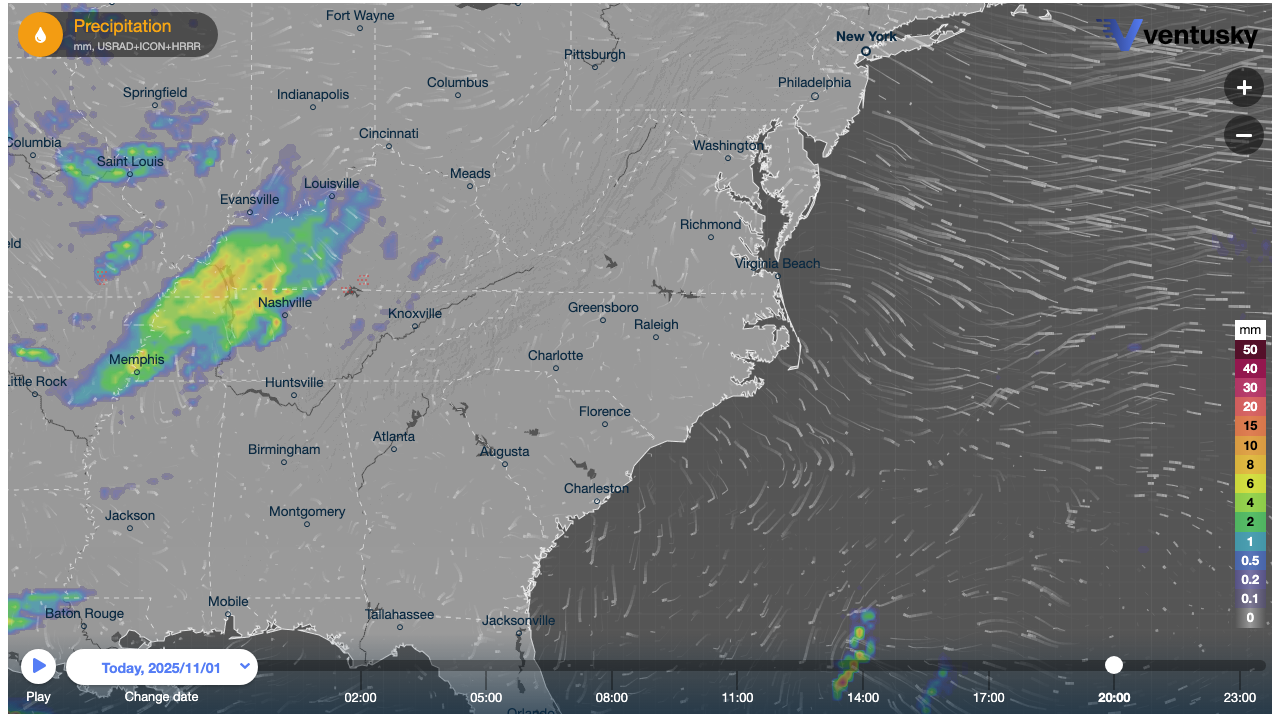 Precipitation
mm, USRAD+ICON+HRRR
ventusky
Fort Wayne
New York
Pittsburgh
Columbus
Philadelphia
Springfield
Indianapolis
+
Cincinnati
−
Columbia
Washington
Saint Louis
Meads
Louisville
Evansville
Richmond
eld
Virginia Beach
Nashville
Greensboro
Knoxville
Raleigh
Charlotte
Memphis
Little Rock
Huntsville
Florence
Atlanta
Birmingham
Augusta
Charleston
Montgomery
Jackson
Mobile
Baton Rouge
Tallahassee
Jacksonville
Orlando
mm
50
40
30
20
15
10
8
6
4
2
1
0.5
0.2
0.1
0
Today, 2025/11/01
Play
Change date
02:00
05:00
08:00
11:00
14:00
17:00
20:00
23:00